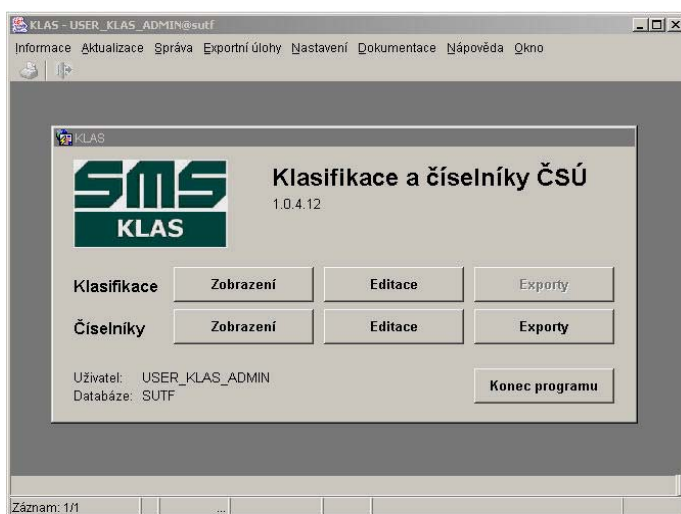 KLAS - USER_KLAS_ADMIN@sutf
Informace Aktualizace Správa Exportní úlohy Nastavení Dokumentace Nápověda Okno
KLAS
SMS
KLAS
Klasifikace a číselníky ČSÚ
1.0.4.12
Klasifikace Zobrazení Editace Exporty
Číselníky Zobrazení Editace Exporty
Uživatel: USER_KLAS_ADMIN
Databáze: SUTF
Konec programu
Záznam: 1/1 ...